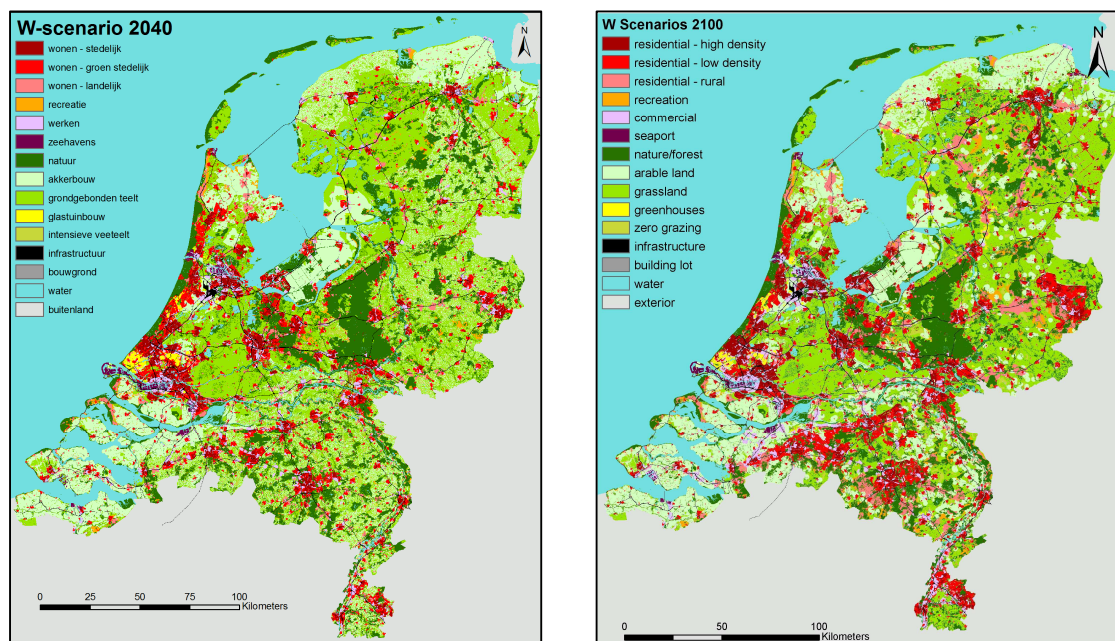 W-scenario 2040
wonen - stedelijk
wonen - groen stedelijk
wonen - landelijk
recreatie
werken
zeehavens
natuur
akkerbouw
grondgebonden teelt
glastuinbouw
intensieve veeteelt
infrastructuur
bouwgrond
water
buitenland
N
0 25 50 75 100
Kilometers
W Scenarios 2100
residential - high density
residential - low density
residential - rural
recreation
commercial
seaport
nature/forest
arable land
grassland
greenhouses
zero grazing
infrastructure
building lot
water
exterior
N
0 50 100
Kilometers